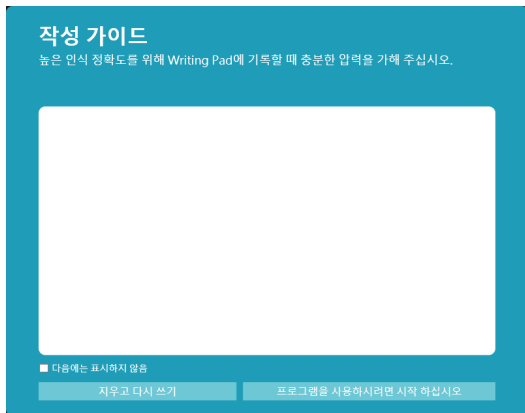 작성 가이드
높은 인식 정확도를 위해 Writing Pad에 기록할 때 충분한 압력을 가해 주십시오.
다음에는 표시하지 않음
지우고 다시 쓰기
프로그램을 사용하시려면 시작 하십시오